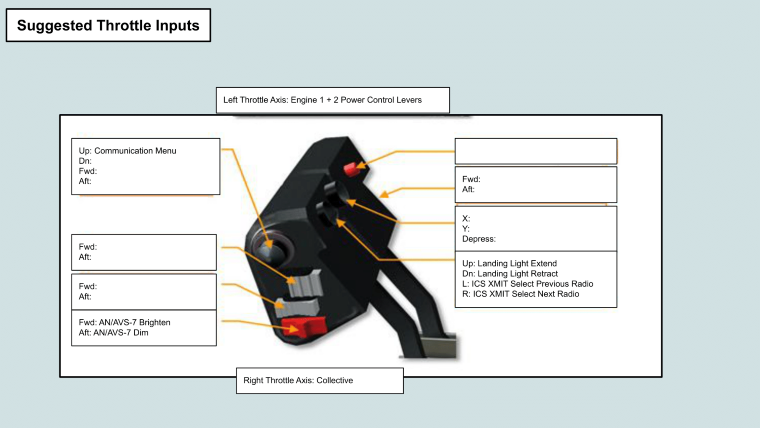 Suggested Throttle Inputs
Left Throttle Axis: Engine 1 + 2 Power Control Levers
Up: Communication Menu
Dn:
Fwd:
Aft:
Fwd:
Aft:
Fwd:
Aft:
Fwd: AN/AVS-7 Brighten
Aft: AN/AVS-7 Dim
Fwd:
Aft:
X:
Y:
Depress:
Up: Landing Light Extend
Dn: Landing Light Retract
L: ICS XMIT Select Previous Radio
R: ICS XMIT Select Next Radio
Right Throttle Axis: Collective